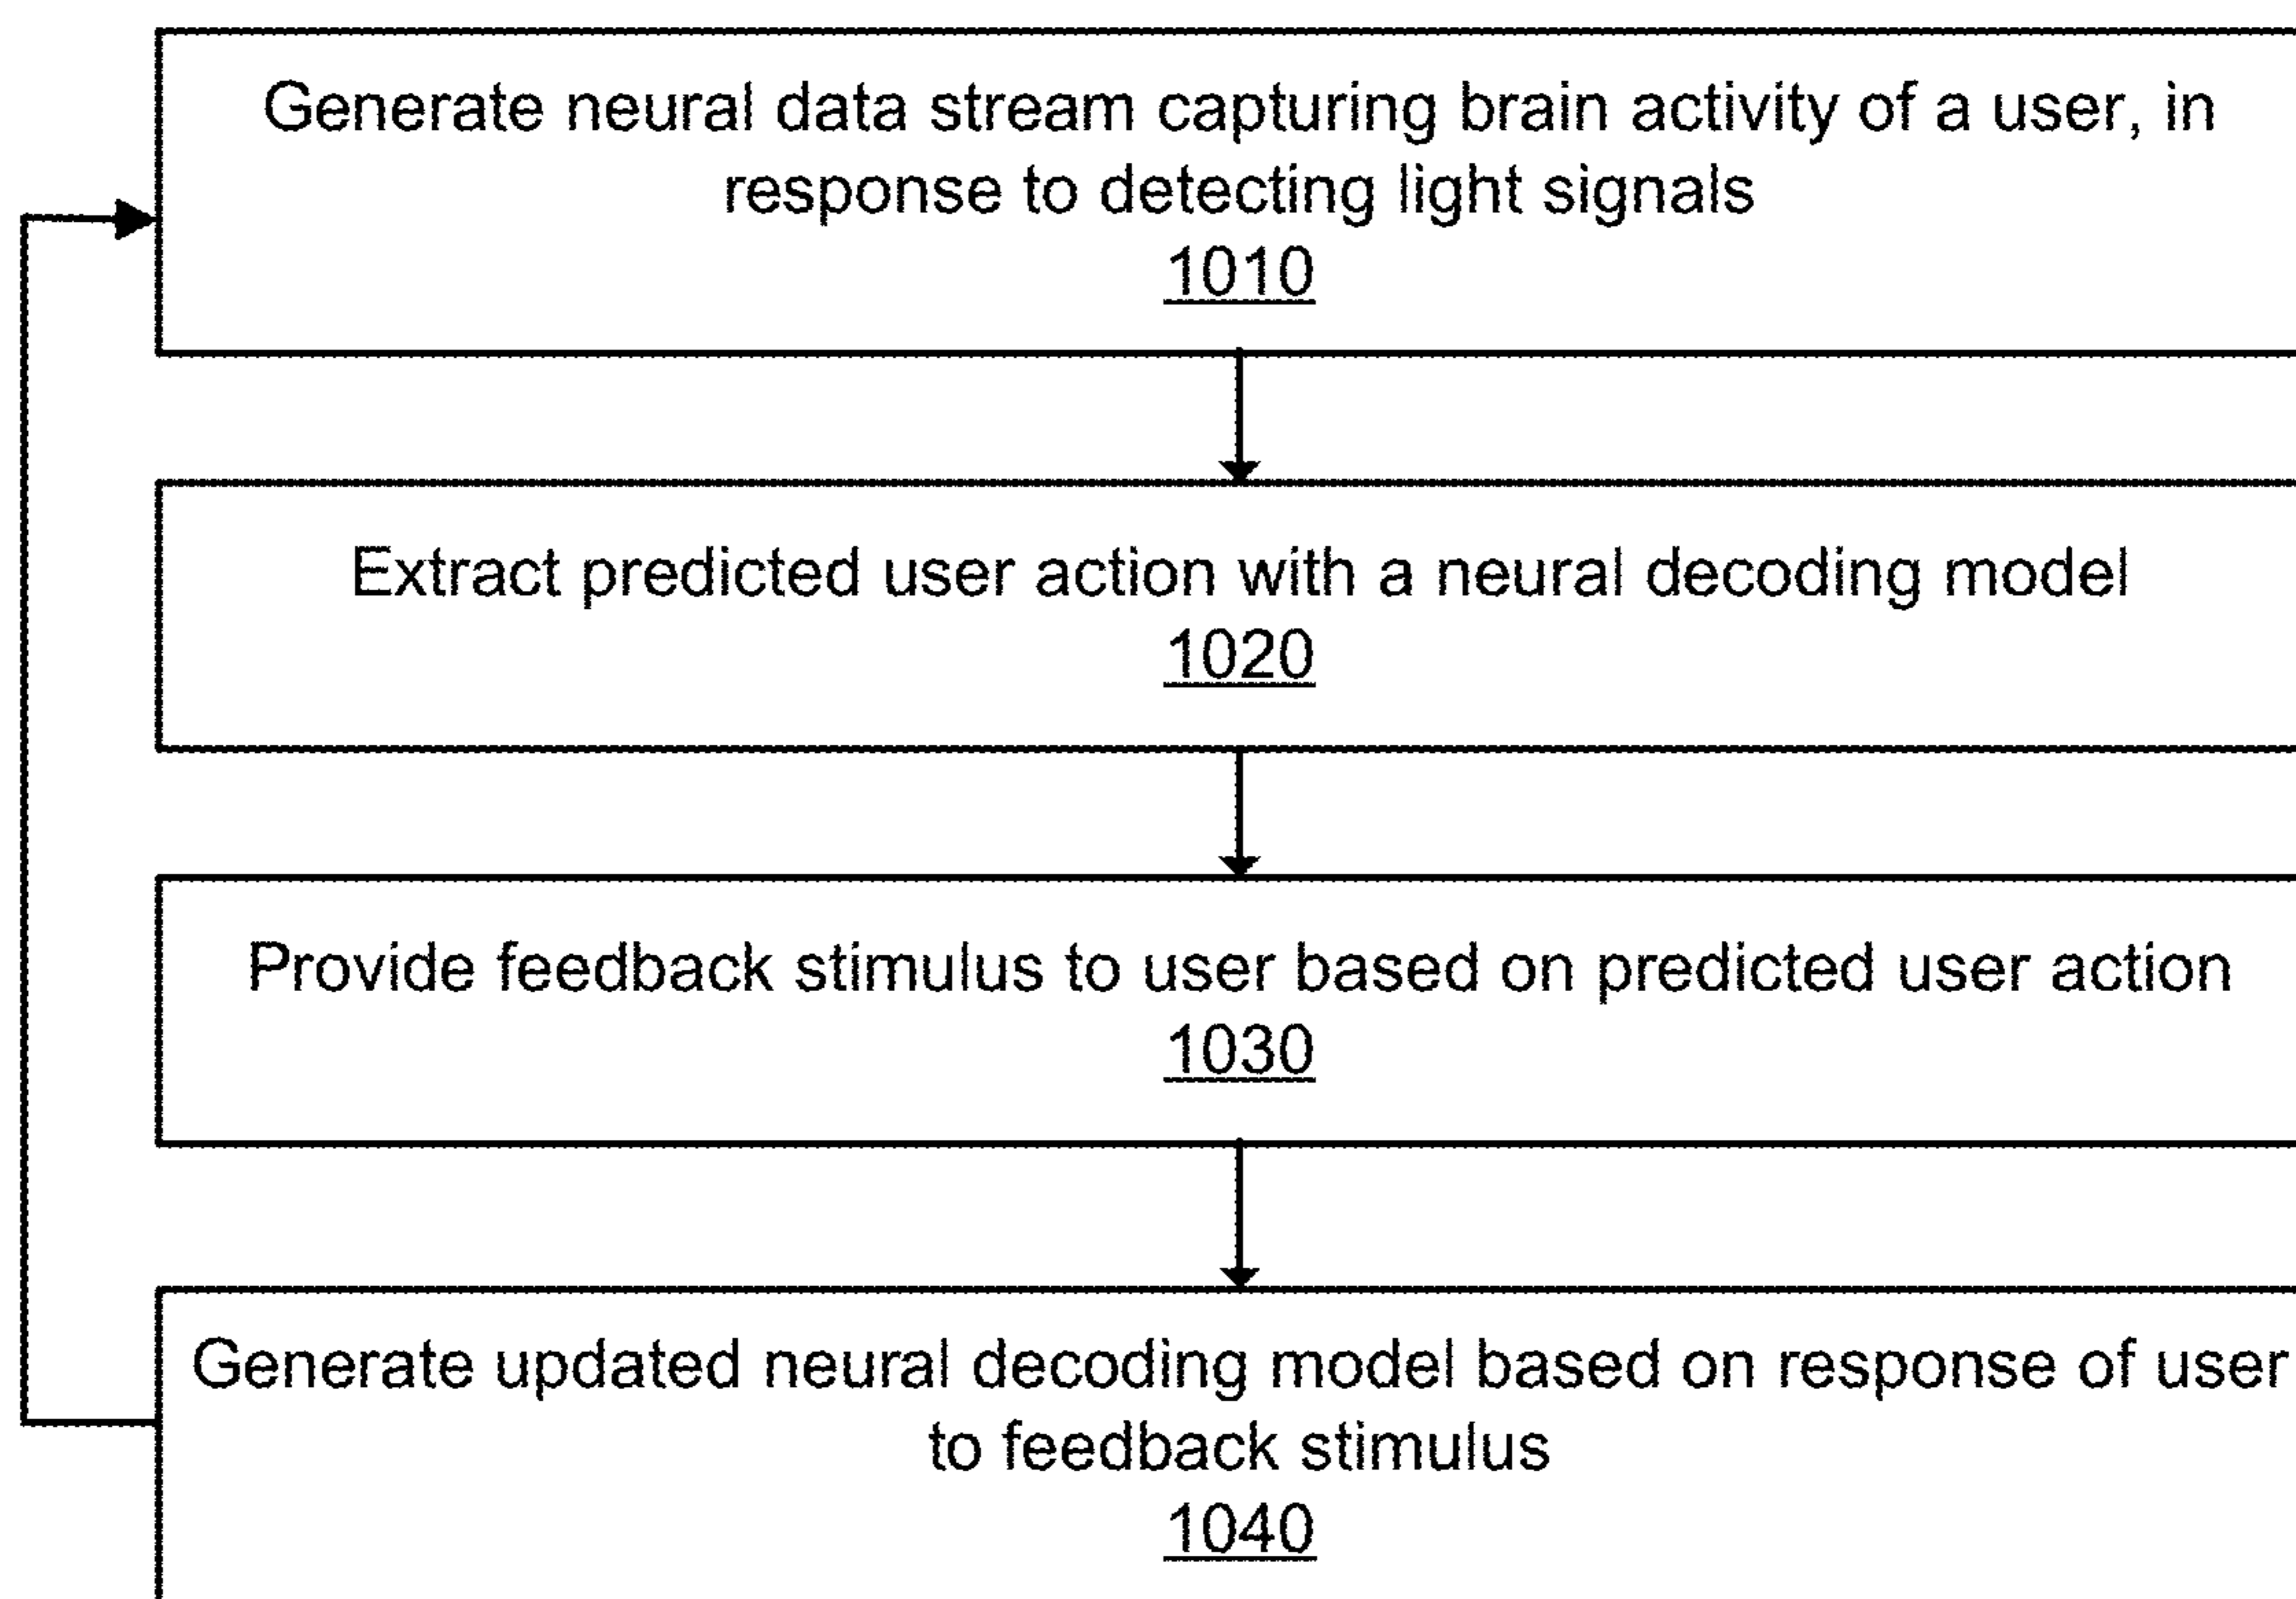 Generate neural data stream capturing brain activity of a user, in
response to detecting light signals
1010
Extract predicted user action with a neural decoding model
1020
Provide feedback stimulus to user based on predicted user action
1030
Generate updated neural decoding model based on response of user
to feedback stimulus
1040